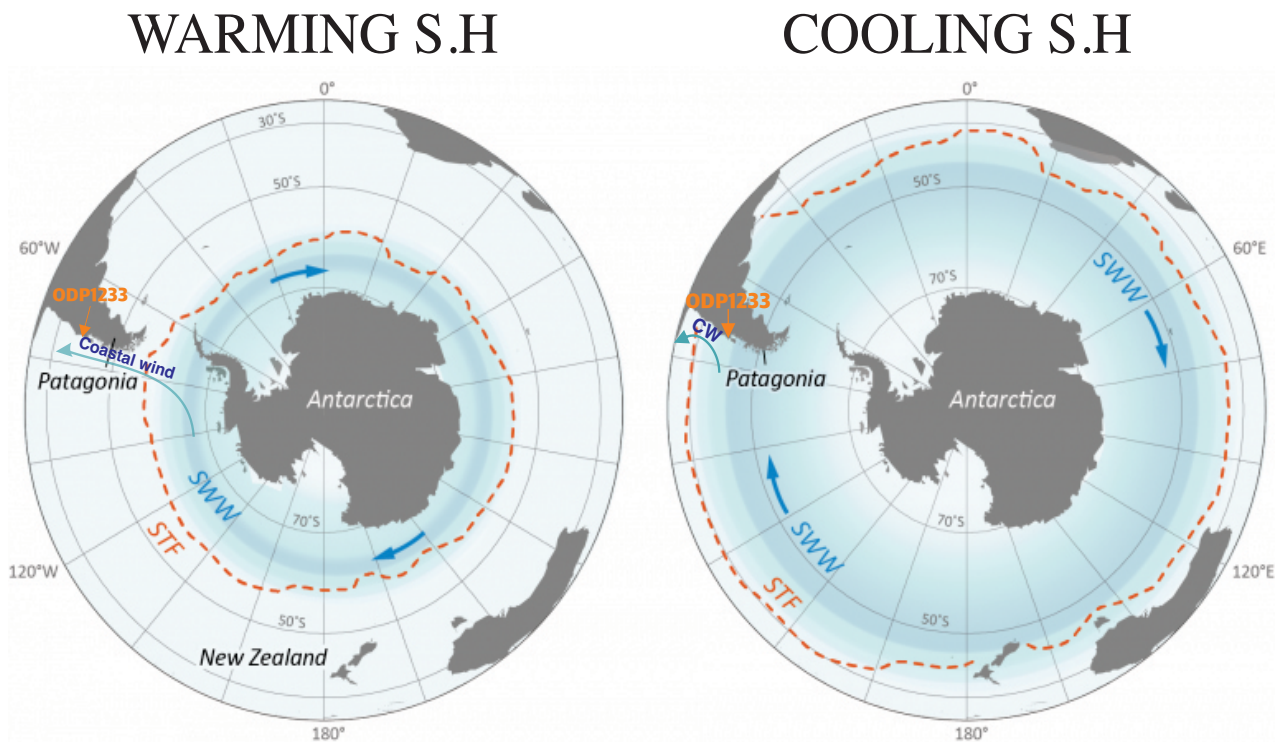 WARMING S.H
0°
30°S
50°S
60°W
ODP1233
Coastal wind
Patagonia
Antarctica
SWW
STF
70°S
120°W
50°S
New Zealand
180°
COOLING S.H
0°
50°S
60°E
SWW
70°S
ODP1233
CW
Patagonia
Antarctica
SWW
70°S
STF
120°E
50°S
180°